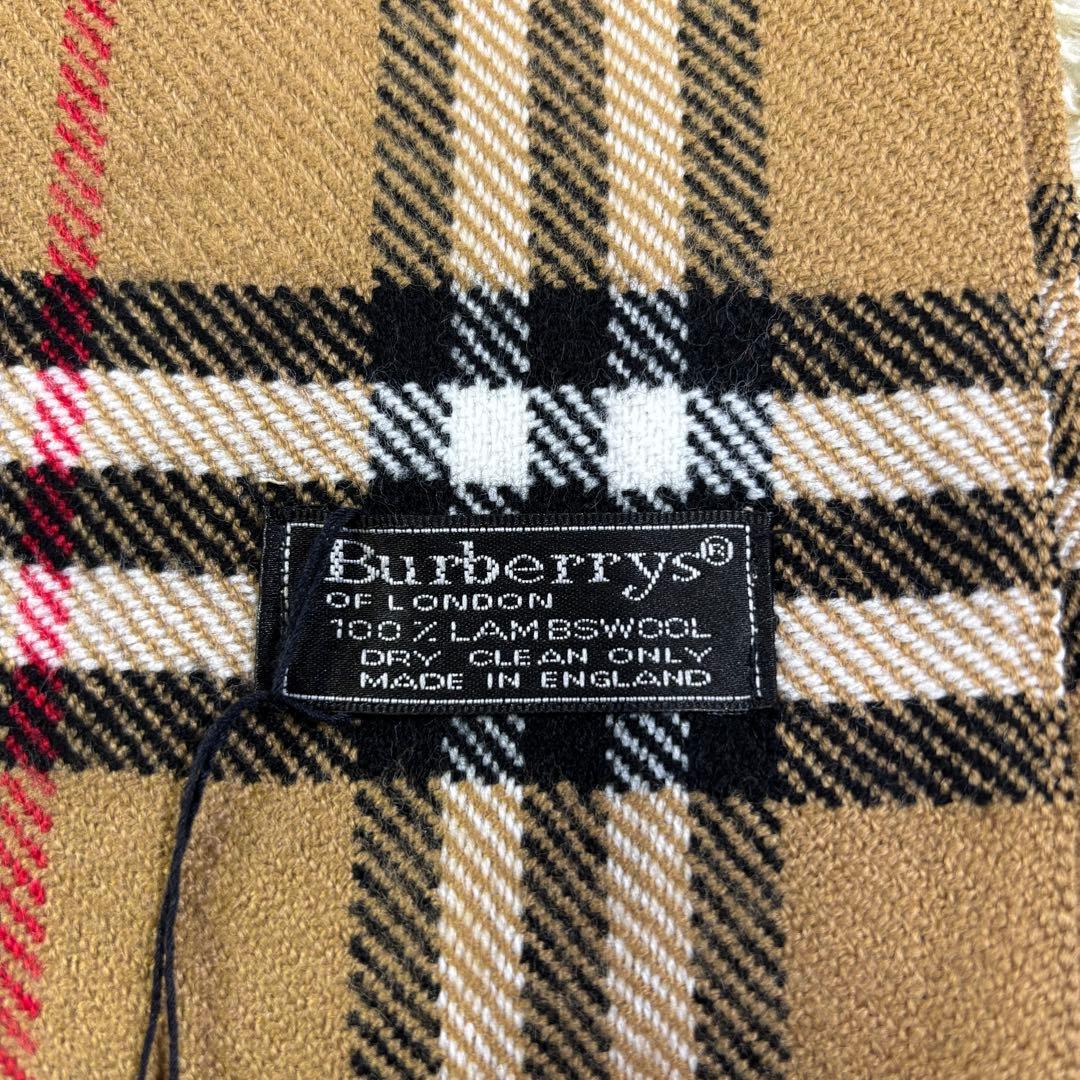 Burberrys®
OF LONDON
100% LAMBSWOOL
DRY CLEAN ONLY
MADE IN ENGLAND